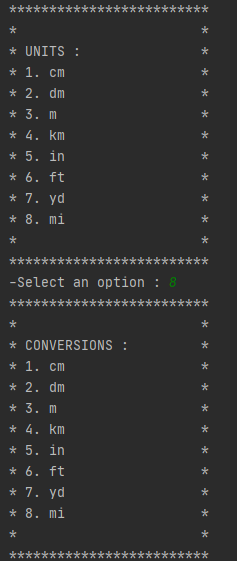 *************************
*                       *
* UNITS :               *
* 1. cm                 *
* 2. dm                 *
* 3. m                  *
* 4. km                 *
* 5. in                 *
* 6. ft                 *
* 7. yd                 *
* 8. mi                 *
*                       *
*************************
-Select an option : 8
*************************
*                       *
* CONVERSIONS :         *
* 1. cm                 *
* 2. dm                 *
* 3. m                  *
* 4. km                 *
* 5. in                 *
* 6. ft                 *
* 7. yd                 *
* 8. mi                 *
*                       *
*************************